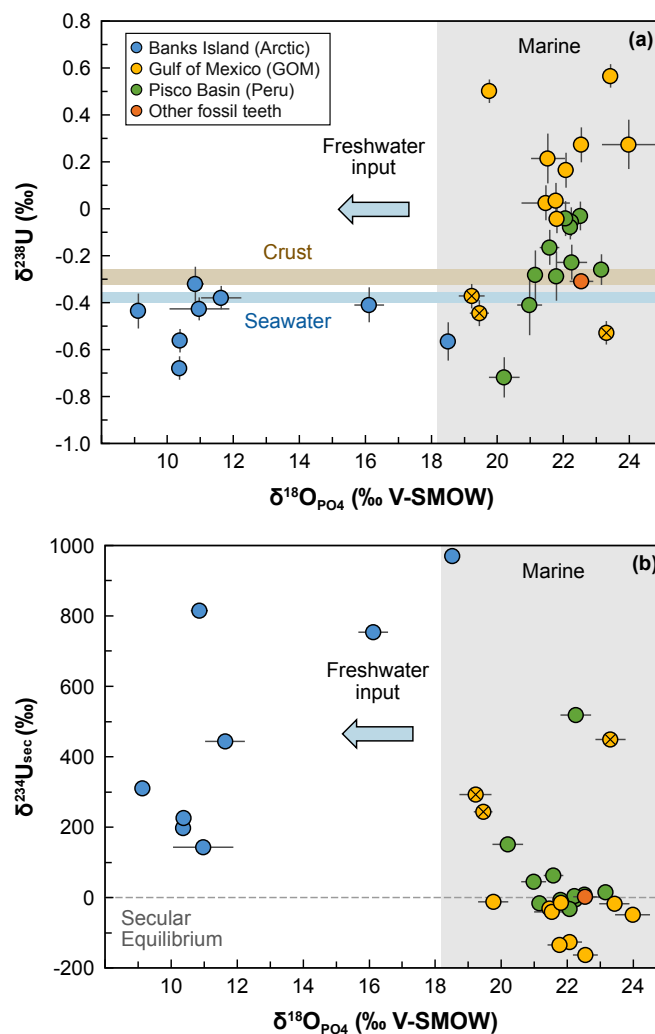 (a)
Marine
Banks Island (Arctic)
Gulf of Mexico (GOM)
Pisco Basin (Peru)
Other fossil teeth
Freshwater
input
Crust
Seawater
0.8
0.6
0.4
0.2
0
-0.2
-0.4
-0.6
-0.8
-1.0
δ²³⁸U (‰)
10 12 14 16 18 20 22 24
δ¹⁸O_PO4 (‰ V-SMOW)
(b)
Marine
Freshwater
input
Secular
Equilibrium
1000
800
600
400
200
0
-200
δ²³⁴U_sec (‰)
10 12 14 16 18 20 22 24
δ¹⁸O_PO4 (‰ V-SMOW)